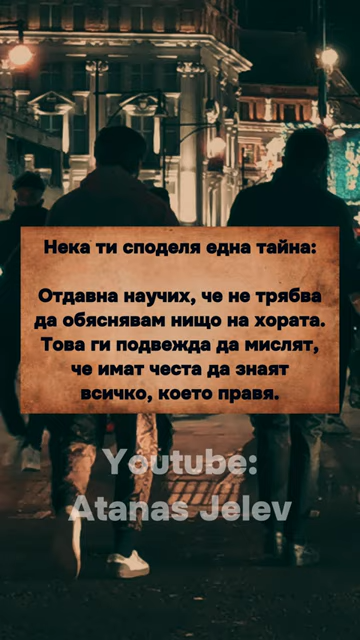 Нека ти споделя една тайна:
Отдавна научих, че не трябва
да обяснявам нищо на хората.
Това ги подвежда да мислят,
че имат честа да знаят
всичко, което правя.
Youtube:
Atanas Jelev